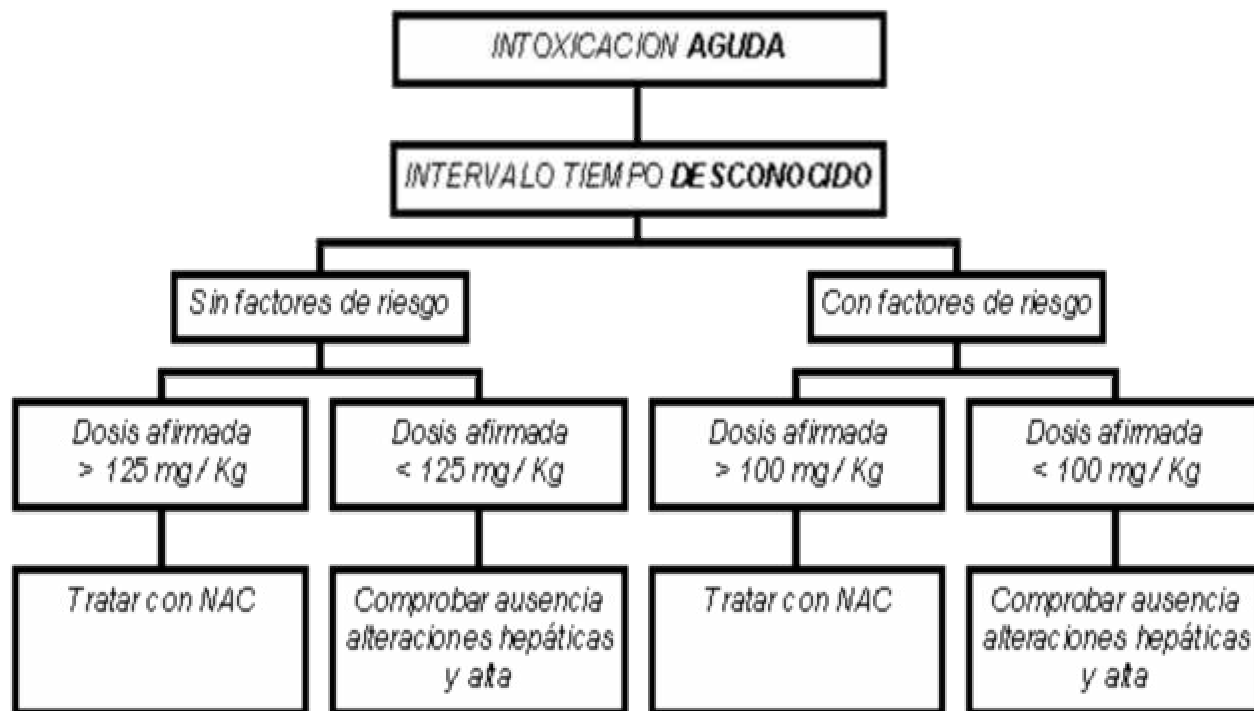 INTOXICACION AGUDA
INTERVALO TIEMPO DESCONOCIDO
Sin factores de riesgo
Con factores de riesgo
Dosis afirmada
> 125 mg / Kg
Dosis afirmada
< 125 mg / Kg
Dosis afirmada
> 100 mg / Kg
Dosis afirmada
< 100 mg / Kg
Tratar con NAC
Comprobar ausencia
alteraciones hepáticas
y alta
Tratar con NAC
Comprobar ausencia
alteraciones hepáticas
y alta